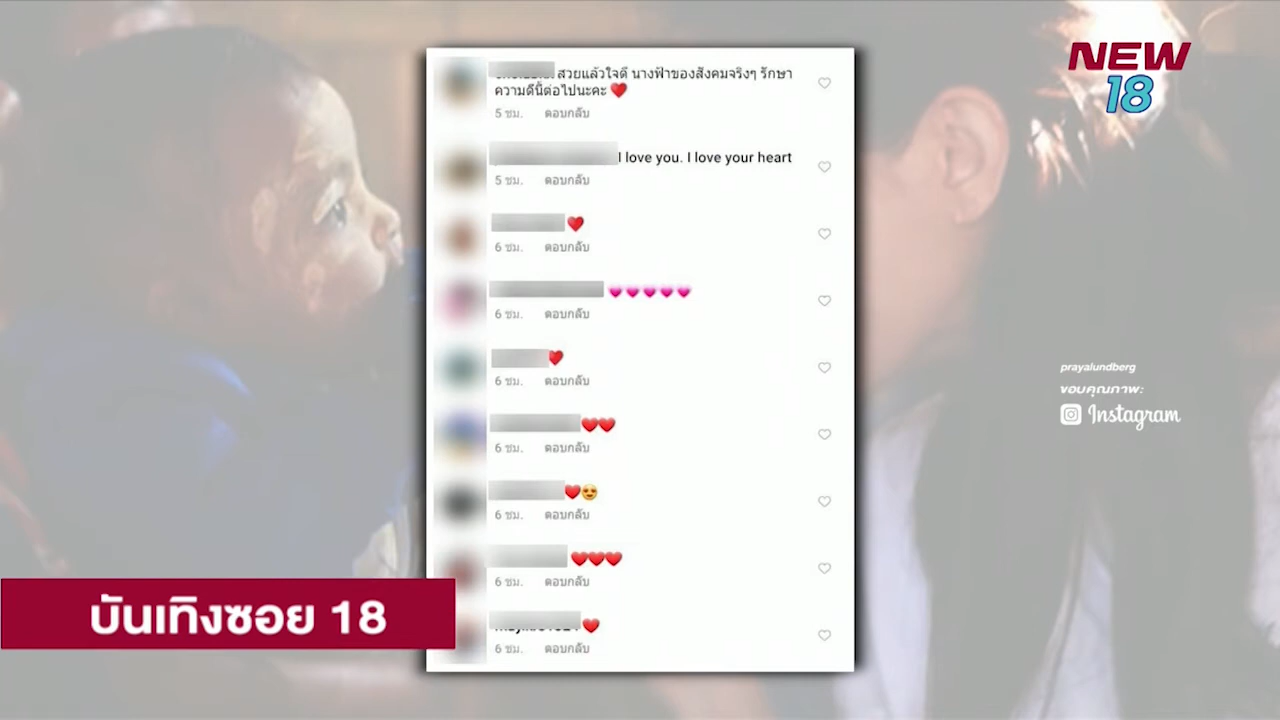 NEW
18
สวยแล้วใจดี นางฟ้าของสังคมจริงๆ รักษา
ความดีนี้ต่อไปนะคะ ❤️
5 ชม. ตอบกลับ
I love you. I love your heart
5 ชม. ตอบกลับ
❤️
6 ชม. ตอบกลับ
💗💗💗💗💗
6 ชม. ตอบกลับ
❤️
6 ชม. ตอบกลับ
❤️❤️
6 ชม. ตอบกลับ
❤️😍
6 ชม. ตอบกลับ
❤️❤️❤️
6 ชม. ตอบกลับ
❤️
6 ชม. ตอบกลับ
prayalundberg
ขอบคุณภาพ:
Instagram
บันเทิงซอย 18